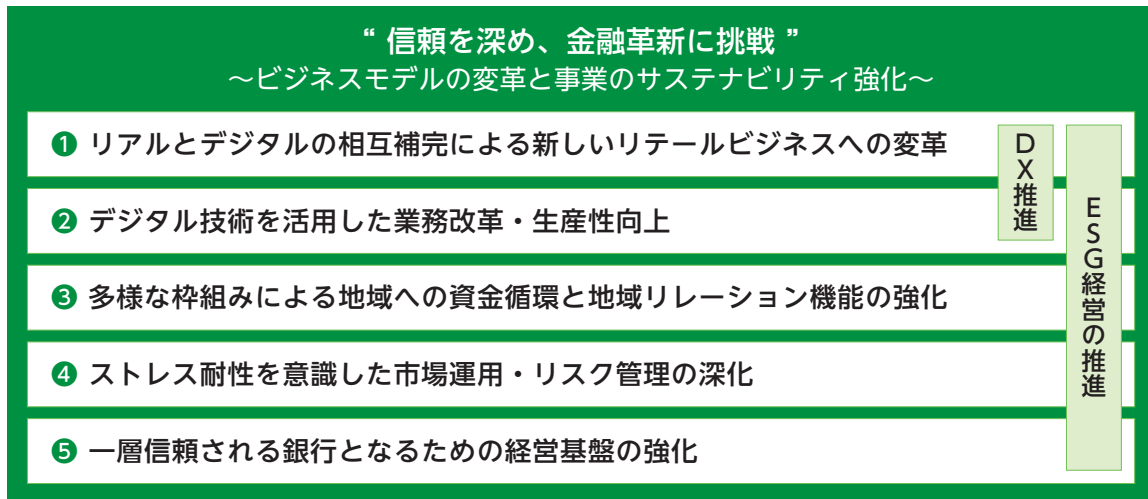 “ 信頼を深め、金融革新に挑戦 ”
～ビジネスモデルの変革と事業のサステナビリティ強化～
❶ リアルとデジタルの相互補完による新しいリテールビジネスへの変革
❷ デジタル技術を活用した業務改革・生産性向上
❸ 多様な枠組みによる地域への資金循環と地域リレーション機能の強化
❹ ストレス耐性を意識した市場運用・リスク管理の深化
❺ 一層信頼される銀行となるための経営基盤の強化
DX推進
ESG経営の推進